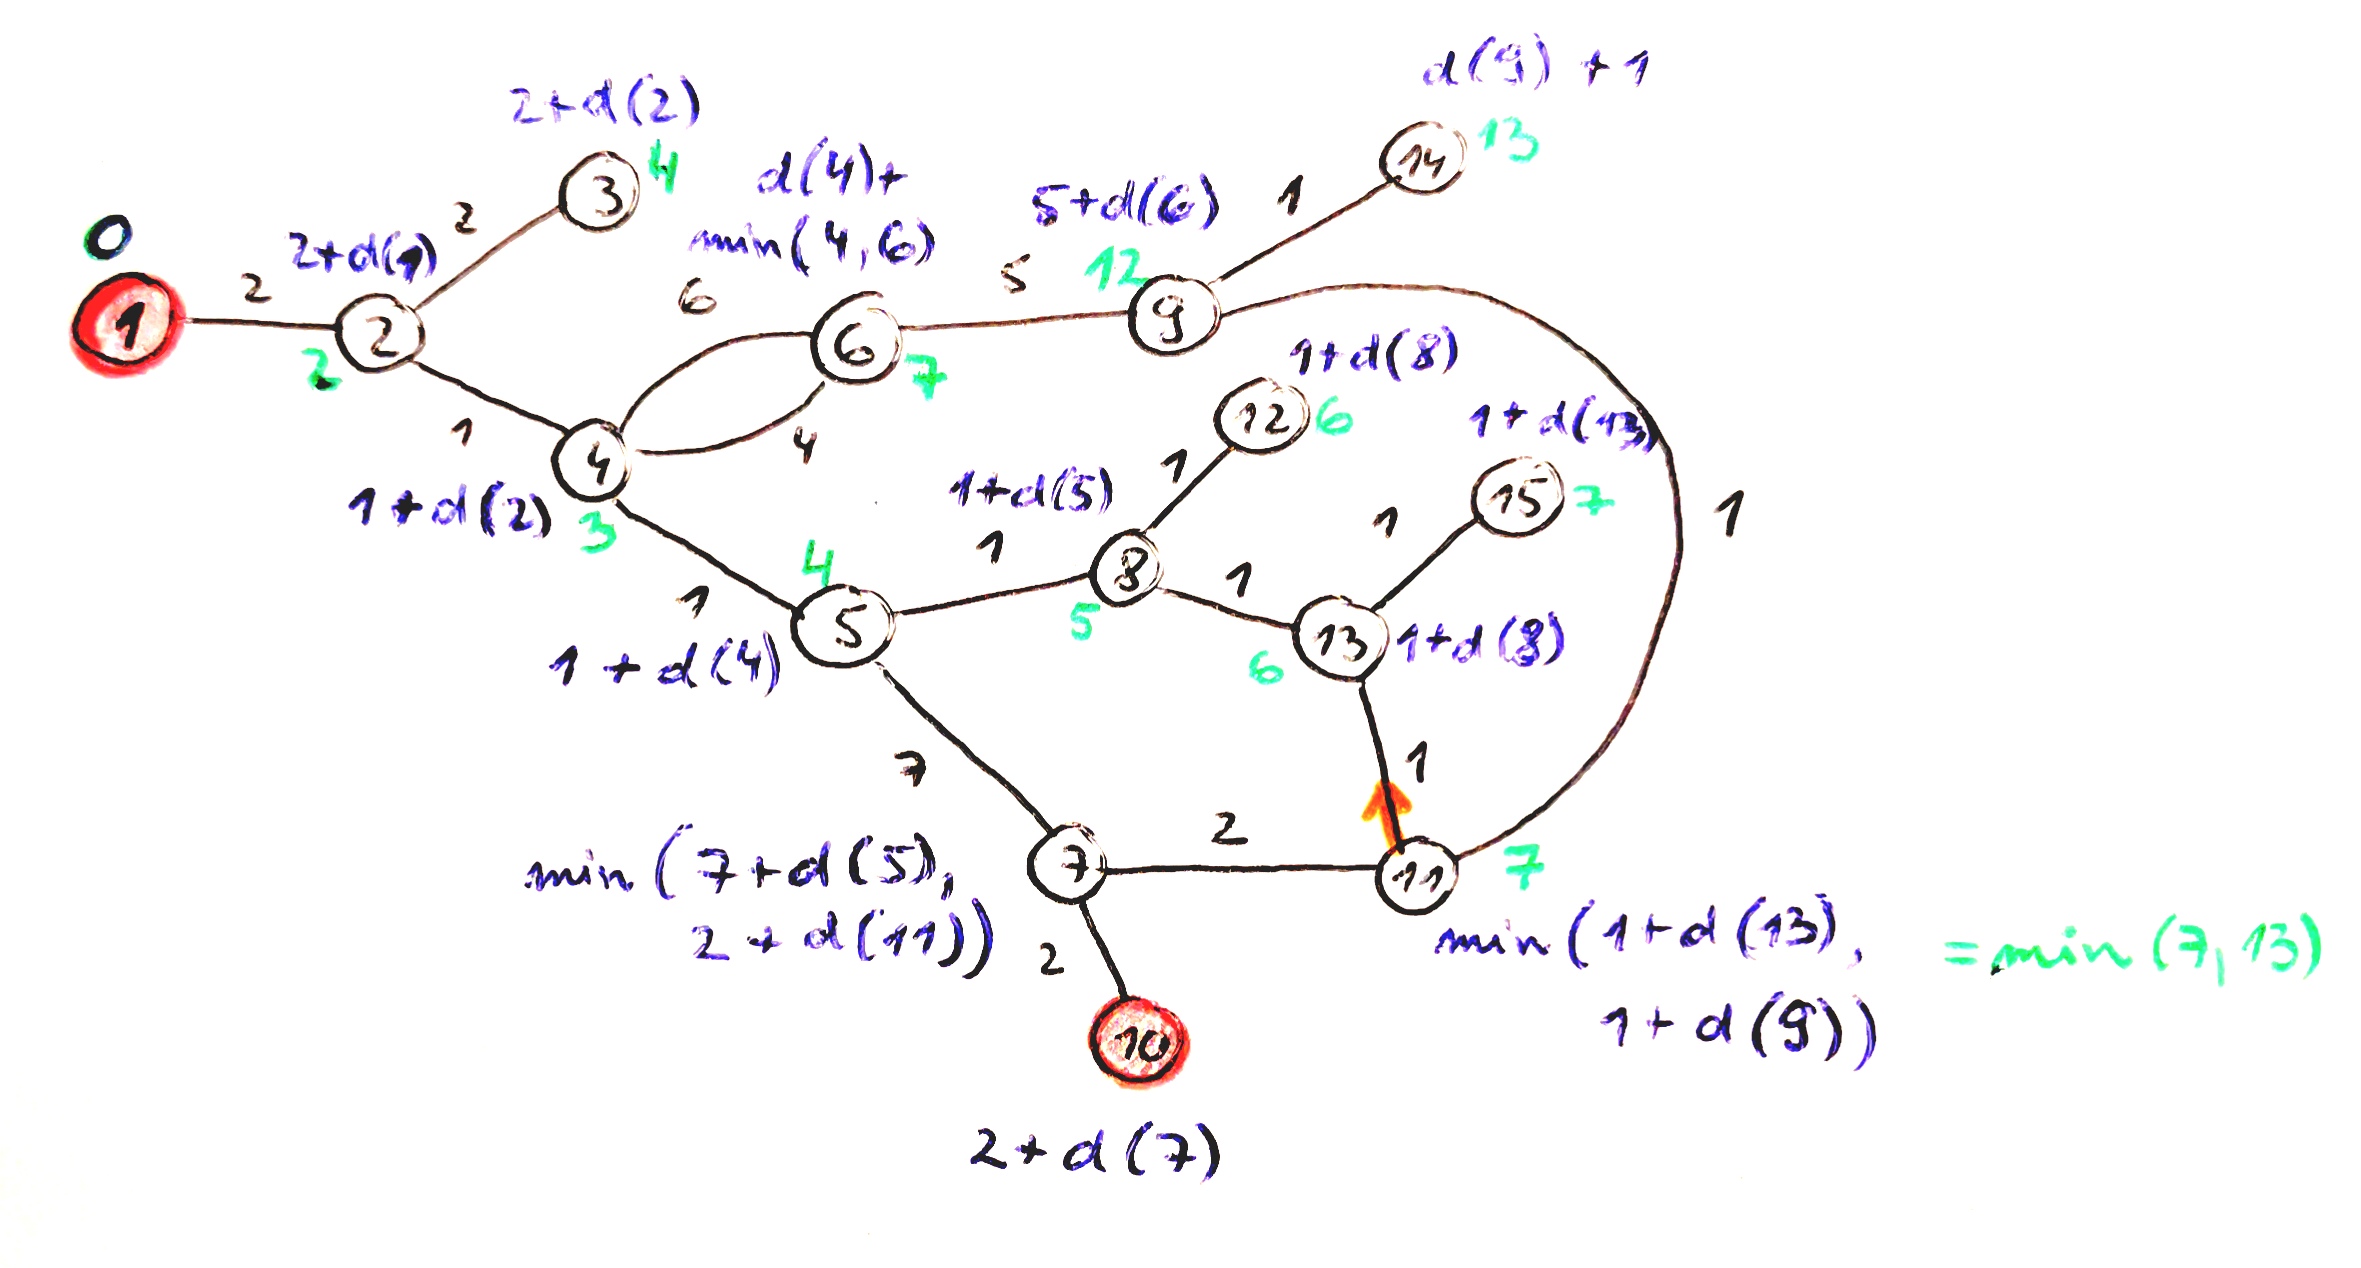 d(9) + 1
2+d(2)
14
13
3
4
d(4)+
min(4,6)
5+d(6)
1
0
2+d(1)
2
2
6
5
12
9
1
2
2
6
7
1+d(8)
12
6
1+d(13)
1
4
4
1
1+d(5)
1
15
7
1
1+d(2)
3
4
1
8
5
1
13
1+d(8)
6
1
5
1+d(4)
7
1
7
2
11
7
min(7+d(5),
2+d(11))
2
min(1+d(13),
1+d(9))
=min(7,13)
10
2+d(7)